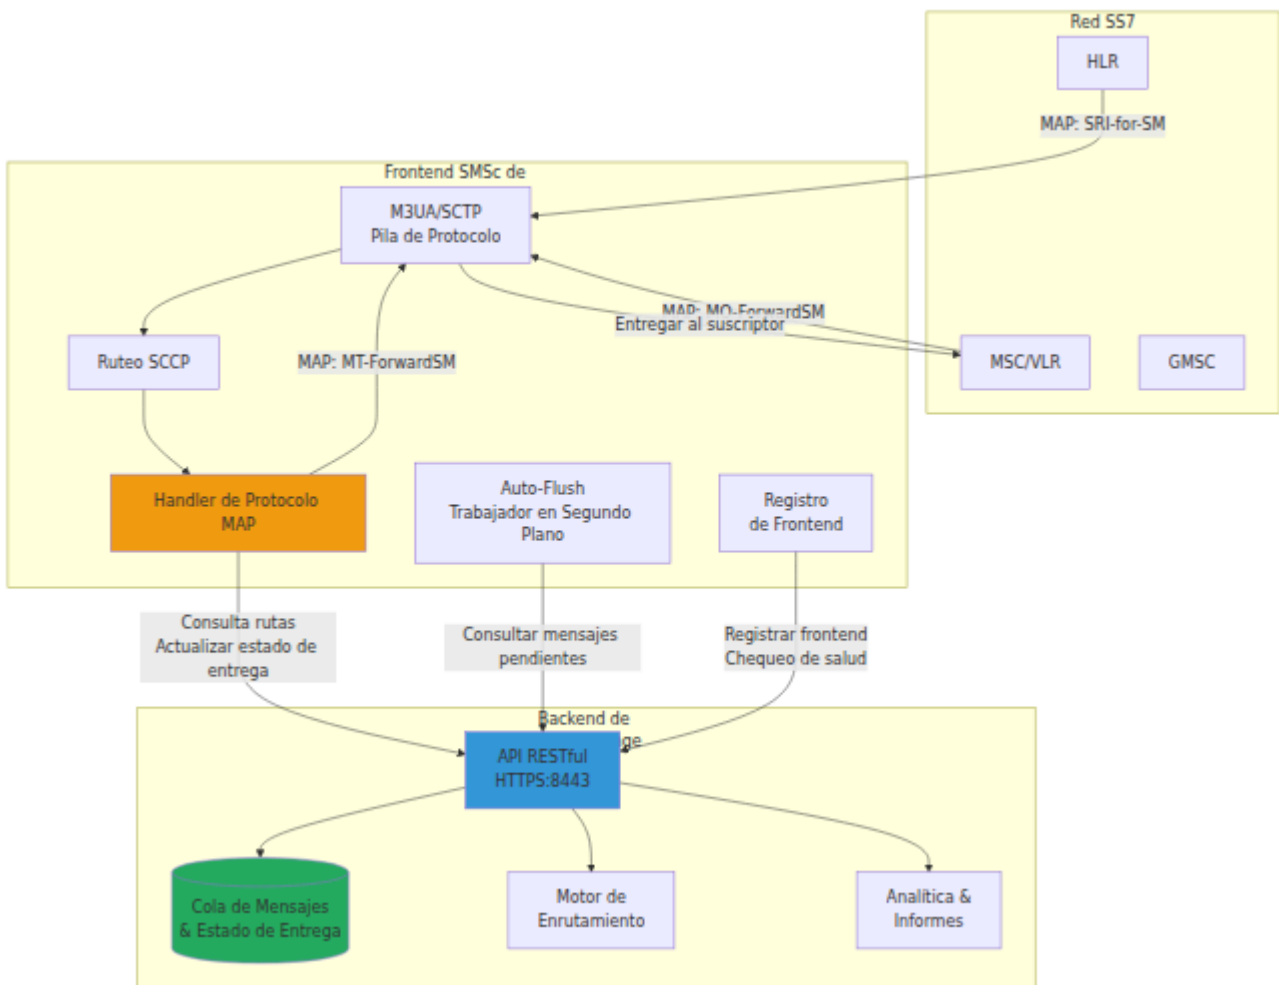 Red SS7
HLR
MAP: SRI-for-SM
Frontend SMSc de
M3UA/SCTP
Pila de Protocolo
MAP: MO-ForwardSM
Entregar al suscriptor
Ruteo SCCP
MAP: MT-ForwardSM
MSC/VLR
GMSC
Handler de Protocolo
MAP
Auto-Flush
Trabajador en Segundo
Plano
Registro
de Frontend
Consulta rutas
Actualizar estado de
entrega
Consultar mensajes
pendientes
Registrar frontend
Chequeo de salud
Backend de
API RESTful
HTTPS:8443
Cola de Mensajes
& Estado de Entrega
Motor de
Enrutamiento
Analítica &
Informes